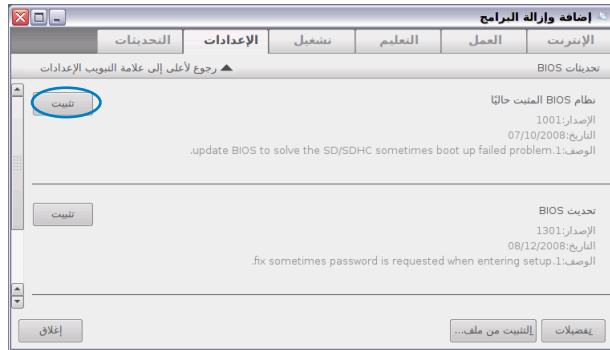 إضافة وإزالة البرامج
الإنترنت العمل التعليم تشغيل الإعدادات التحديثات
تحديثات BIOS رجوع لأعلى إلى علامة التبويب الإعدادات
نظام BIOS المثبت حاليًا تثبيت
الإصدار:1001
التاريخ:07/10/2008
الوصف:1.update BIOS to solve the SD/SDHC sometimes boot up failed problem.
تحديث BIOS تثبيت
الإصدار:1301
التاريخ:08/12/2008
الوصف:1.fix sometimes password is requested when entering setup.
تفضيلات التثبيت من ملف... إغلاق